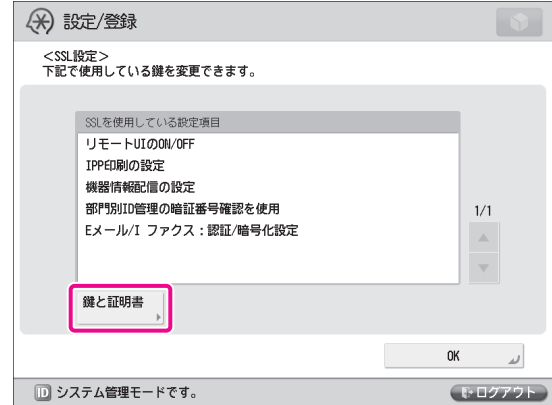 設定/登録
<SSL設定>
下記で使用している鍵を変更できます。
SSLを使用している設定項目
リモートUIのON/OFF
IPP印刷の設定
機器情報配信の設定
部門別ID管理の暗証番号確認を使用
Eメール/I ファクス：認証/暗号化設定
1/1
鍵と証明書
OK
ID システム管理モードです。
ログアウト